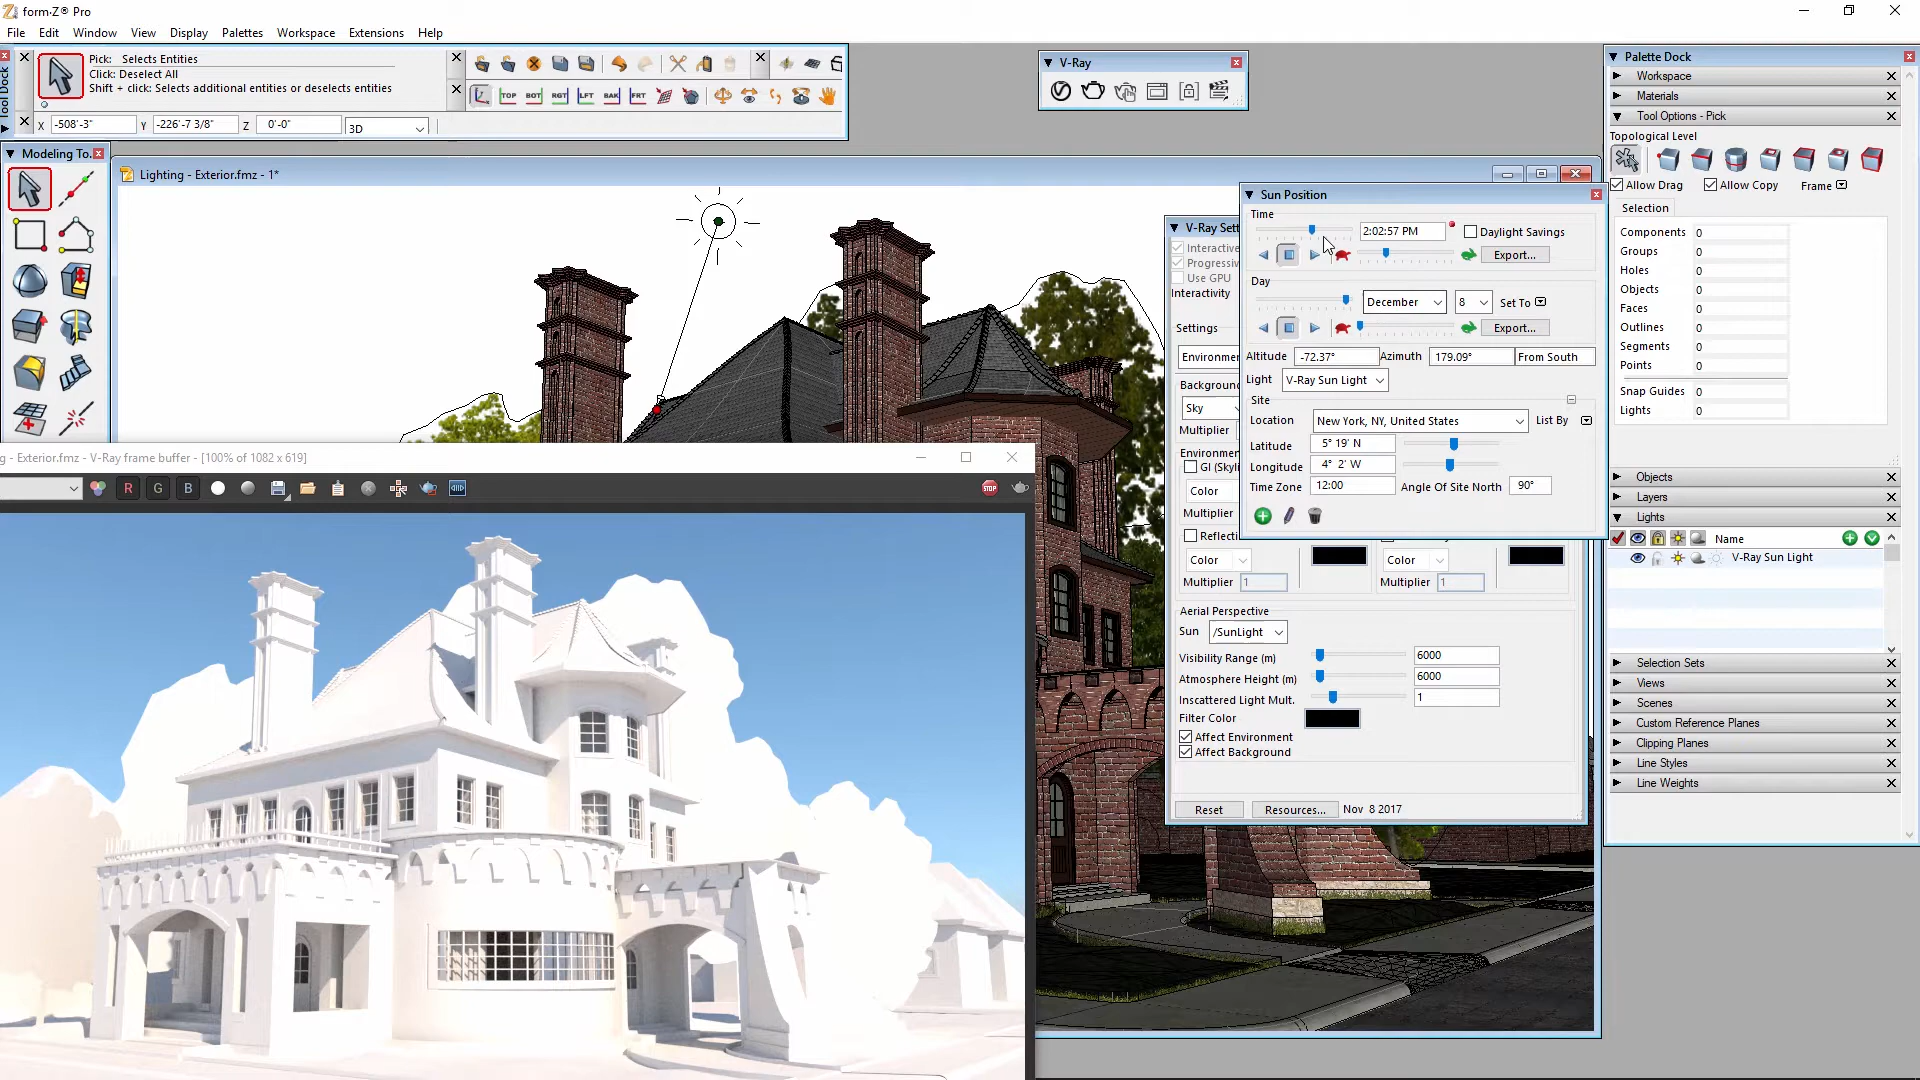 form·Z® Pro
File Edit Window View Display Palettes Workspace Extensions Help
Tool Dock
Pick: Selects Entities
Click: Deselect All
Shift + click: Selects additional entities or deselects entities
TOP BOT RGT LFT BAK FRT
X -508'-3" Y -226'-7 3/8" Z 0'-0" 3D
Modeling To..
Lighting - Exterior.fmz - 1*
V-Ray
V-Ray Sett
Interactive
Progressiv
Use GPU
Interactivity
Settings
Environmen
Background
Sky
Multiplier
Environmen
GI (Skyli
Color
Multiplier
Reflecti
Color Color
Multiplier 1 Multiplier 1
Aerial Perspective
Sun /SunLight
Visibility Range (m) 6000
Atmosphere Height (m) 6000
Inscattered Light Mult. 1
Filter Color
Affect Environment
Affect Background
Reset Resources... Nov 8 2017
Sun Position
Time
2:02:57 PM Daylight Savings
Export...
Day
December 8 Set To
Export...
Altitude -72.37° Azimuth 179.09° From South
Light V-Ray Sun Light
Site
Location New York, NY, United States List By
Latitude 5° 19' N
Longitude 4° 2' W
Time Zone 12:00 Angle Of Site North 90°
g - Exterior.fmz - V-Ray frame buffer - [100% of 1082 x 619]
R G B
STOP
Palette Dock
Workspace
Materials
Tool Options - Pick
Topological Level
Allow Drag Allow Copy Frame
Selection
Components 0
Groups 0
Holes 0
Objects 0
Faces 0
Outlines 0
Segments 0
Points 0
Snap Guides 0
Lights 0
Objects
Layers
Lights
Name
V-Ray Sun Light
Selection Sets
Views
Scenes
Custom Reference Planes
Clipping Planes
Line Styles
Line Weights